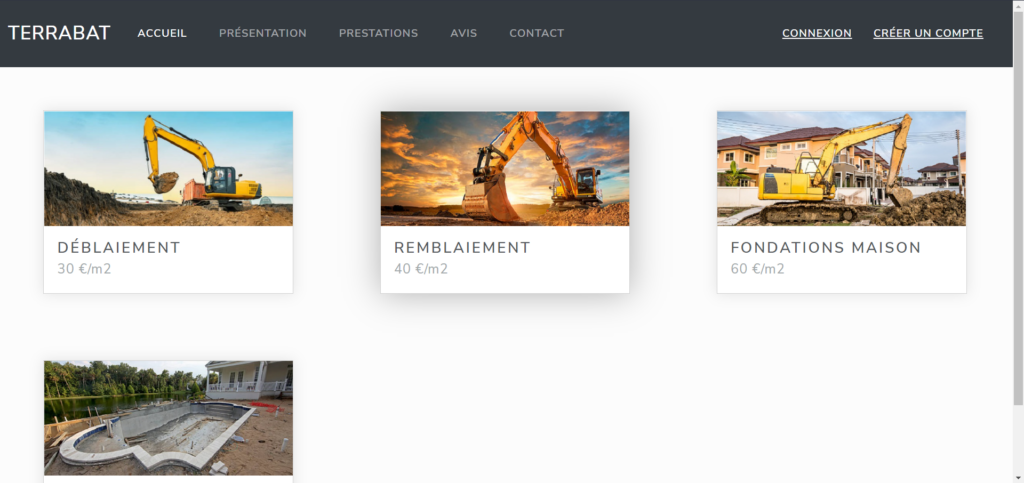 TERRABAT ACCUEIL PRÉSENTATION PRESTATIONS AVIS CONTACT CONNEXION CRÉER UN COMPTE
DÉBLAIEMENT
30 €/m2
REMBLAIEMENT
40 €/m2
FONDATIONS MAISON
60 €/m2